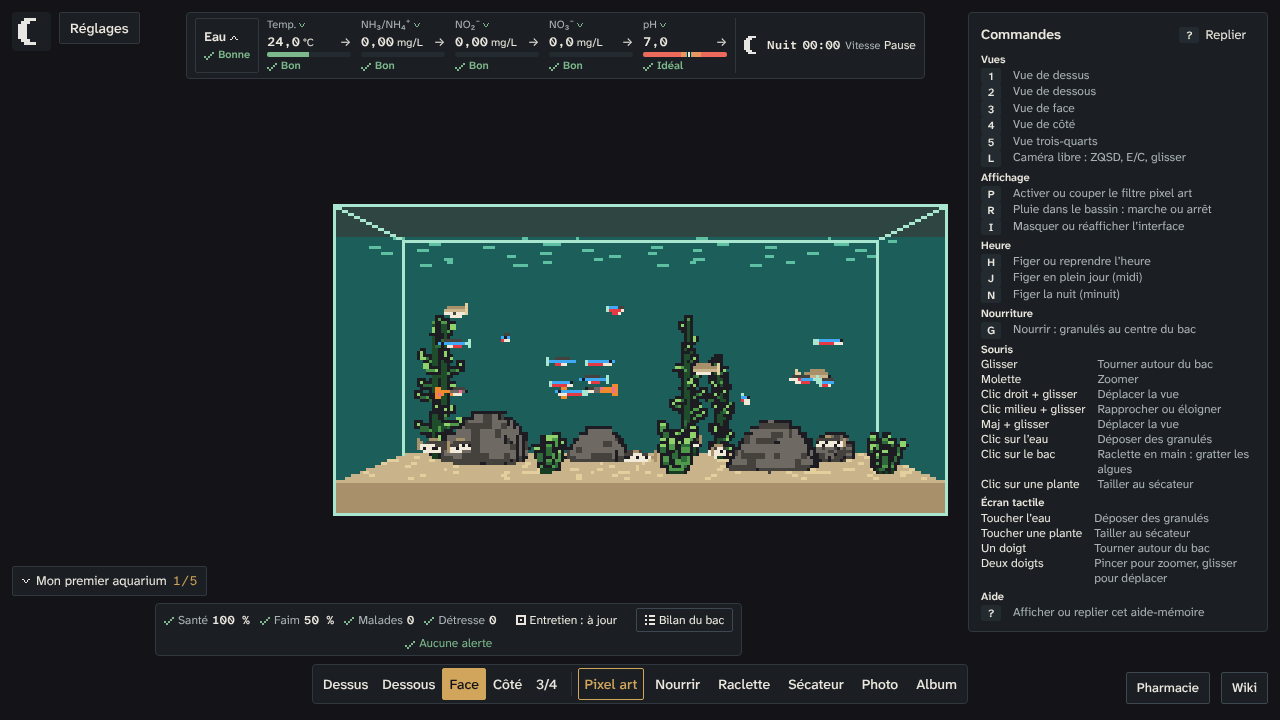 Réglages
Eau
Bonne
Temp.
24,0 °C
Bon
NH₃/NH₄⁺
0,00 mg/L
Bon
NO₂⁻
0,00 mg/L
Bon
NO₃⁻
0,0 mg/L
Bon
pH
7,0
Idéal
Nuit 00:00 Vitesse Pause
Commandes
? Replier
Vues
1 Vue de dessus
2 Vue de dessous
3 Vue de face
4 Vue de côté
5 Vue trois-quarts
L Caméra libre : ZQSD, E/C, glisser
Affichage
P Activer ou couper le filtre pixel art
R Pluie dans le bassin : marche ou arrêt
I Masquer ou réafficher l'interface
Heure
H Figer ou reprendre l'heure
J Figer en plein jour (midi)
N Figer la nuit (minuit)
Nourriture
G Nourrir : granulés au centre du bac
Souris
Glisser Tourner autour du bac
Molette Zoomer
Clic droit + glisser Déplacer la vue
Clic milieu + glisser Rapprocher ou éloigner
Maj + glisser Déplacer la vue
Clic sur l'eau Déposer des granulés
Clic sur le bac Raclette en main : gratter les
algues
Clic sur une plante Tailler au sécateur
Écran tactile
Toucher l'eau Déposer des granulés
Toucher une plante Tailler au sécateur
Un doigt Tourner autour du bac
Deux doigts Pincer pour zoomer, glisser
pour déplacer
Aide
? Afficher ou replier cet aide-mémoire
Mon premier aquarium 1/5
Santé 100 % Faim 50 % Malades 0 Détresse 0 Entretien : à jour Bilan du bac
Aucune alerte
Dessus Dessous Face Côté 3/4 Pixel art Nourrir Raclette Sécateur Photo Album
Pharmacie Wiki